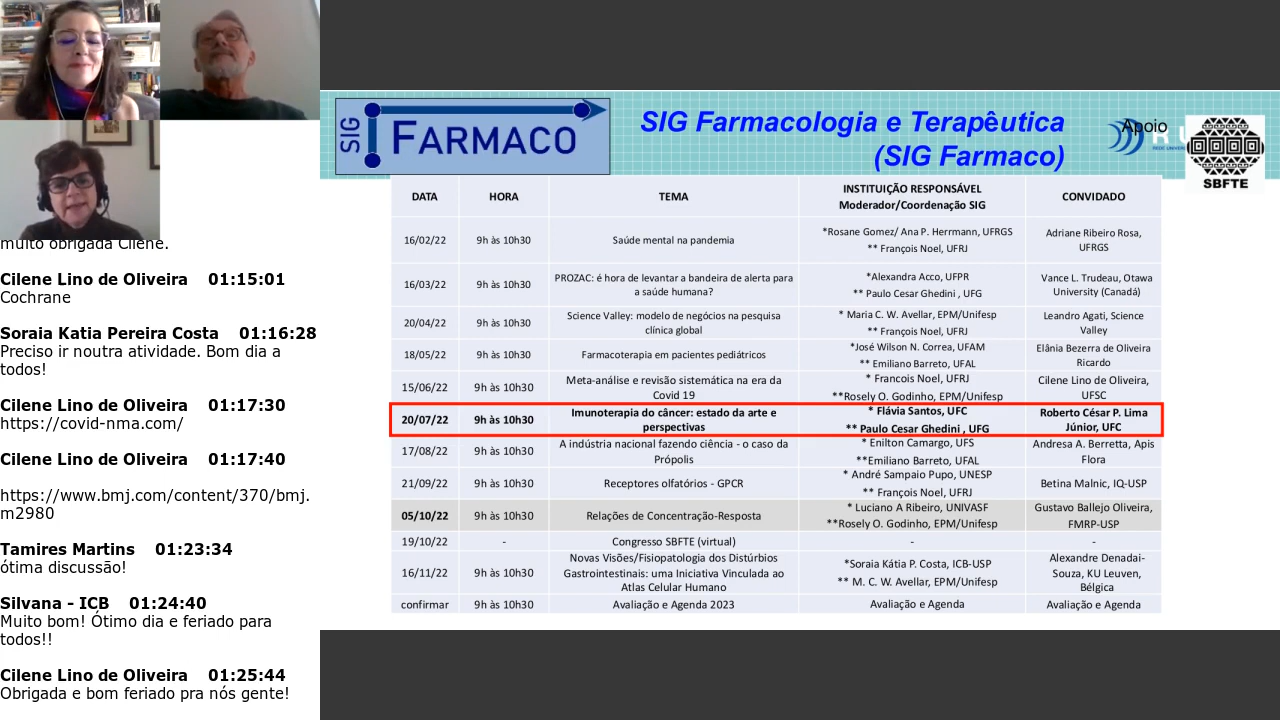 muito obrigada Cilene.
Cilene Lino de Oliveira 01:15:01
Cochrane
Soraia Katia Pereira Costa 01:16:28
Preciso ir noutra atividade. Bom dia a
todos!
Cilene Lino de Oliveira 01:17:30
https://covid-nma.com/
Cilene Lino de Oliveira 01:17:40
https://www.bmj.com/content/370/bmj.
m2980
Tamires Martins 01:23:34
ótima discussão!
Silvana - ICB 01:24:40
Muito bom! Ótimo dia e feriado para
todos!!
Cilene Lino de Oliveira 01:25:44
Obrigada e bom feriado pra nós gente!
SIG
FARMACO
SIG Farmacologia e Terapêutica
(SIG Farmaco)
Apoio
SBFTE
DATA HORA TEMA INSTITUIÇÃO RESPONSÁVEL CONVIDADO
Moderador/Coordenação SIG
16/02/22 9h às 10h30 Saúde mental na pandemia *Rosane Gomez/ Ana P. Herrmann, UFRGS Adriane Ribeiro Rosa,
** François Noel, UFRJ UFRGS
16/03/22 9h às 10h30 PROZAC: é hora de levantar a bandeira de alerta para *Alexandra Acco, UFPR Vance L. Trudeau, Otawa
a saúde humana? ** Paulo Cesar Ghedini , UFG University (Canadá)
20/04/22 9h às 10h30 Science Valley: modelo de negócios na pesquisa * Maria C. W. Avellar, EPM/Unifesp Leandro Agati, Science
clínica global ** François Noel, UFRJ Valley
18/05/22 9h às 10h30 Farmacoterapia em pacientes pediátricos *José Wilson N. Correa, UFAM Elânia Bezerra de Oliveira
** Emiliano Barreto, UFAL Ricardo
15/06/22 9h às 10h30 Meta-análise e revisão sistemática na era da * Francois Noel, UFRJ Cilene Lino de Oliveira,
Covid 19 **Rosely O. Godinho, EPM/Unifesp UFSC
20/07/22 9h às 10h30 Imunoterapia do câncer: estado da arte e * Flávia Santos, UFC Roberto César P. Lima
perspectivas ** Paulo Cesar Ghedini , UFG Júnior, UFC
17/08/22 9h às 10h30 A indústria nacional fazendo ciência - o caso da * Enilton Camargo, UFS Andresa A. Berretta, Apis
Própolis **Emiliano Barreto, UFAL Flora
21/09/22 9h às 10h30 Receptores olfatórios - GPCR * André Sampaio Pupo, UNESP Betina Malnic, IQ-USP
** François Noel, UFRJ
05/10/22 9h às 10h30 Relações de Concentração-Resposta * Luciano A Ribeiro, UNIVASF Gustavo Ballejo Oliveira,
**Rosely O. Godinho, EPM/Unifesp FMRP-USP
19/10/22 - Congresso SBFTE (virtual) - -
16/11/22 9h às 10h30 Novas Visões/Fisiopatologia dos Distúrbios *Soraia Kátia P. Costa, ICB-USP Alexandre Denadai-
Gastrointestinais: uma Iniciativa Vinculada ao ** M. C. W. Avellar, EPM/Unifesp Souza, KU Leuven,
Atlas Celular Humano Bélgica
confirmar 9h às 10h30 Avaliação e Agenda 2023 Avaliação e Agenda Avaliação e Agenda